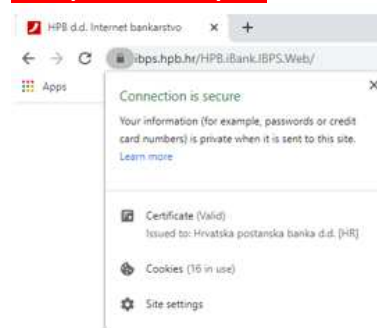 HPB d.d. Internet bankarstvo
ibps.hpb.hr/HPB.iBank.IBPS.Web/
Apps
Connection is secure
Your information (for example, passwords or credit
card numbers) is private when it is sent to this site.
Learn more
Certificate (Valid)
Issued to: Hrvatska postanska banka d.d. [HR]
Cookies (16 in use)
Site settings